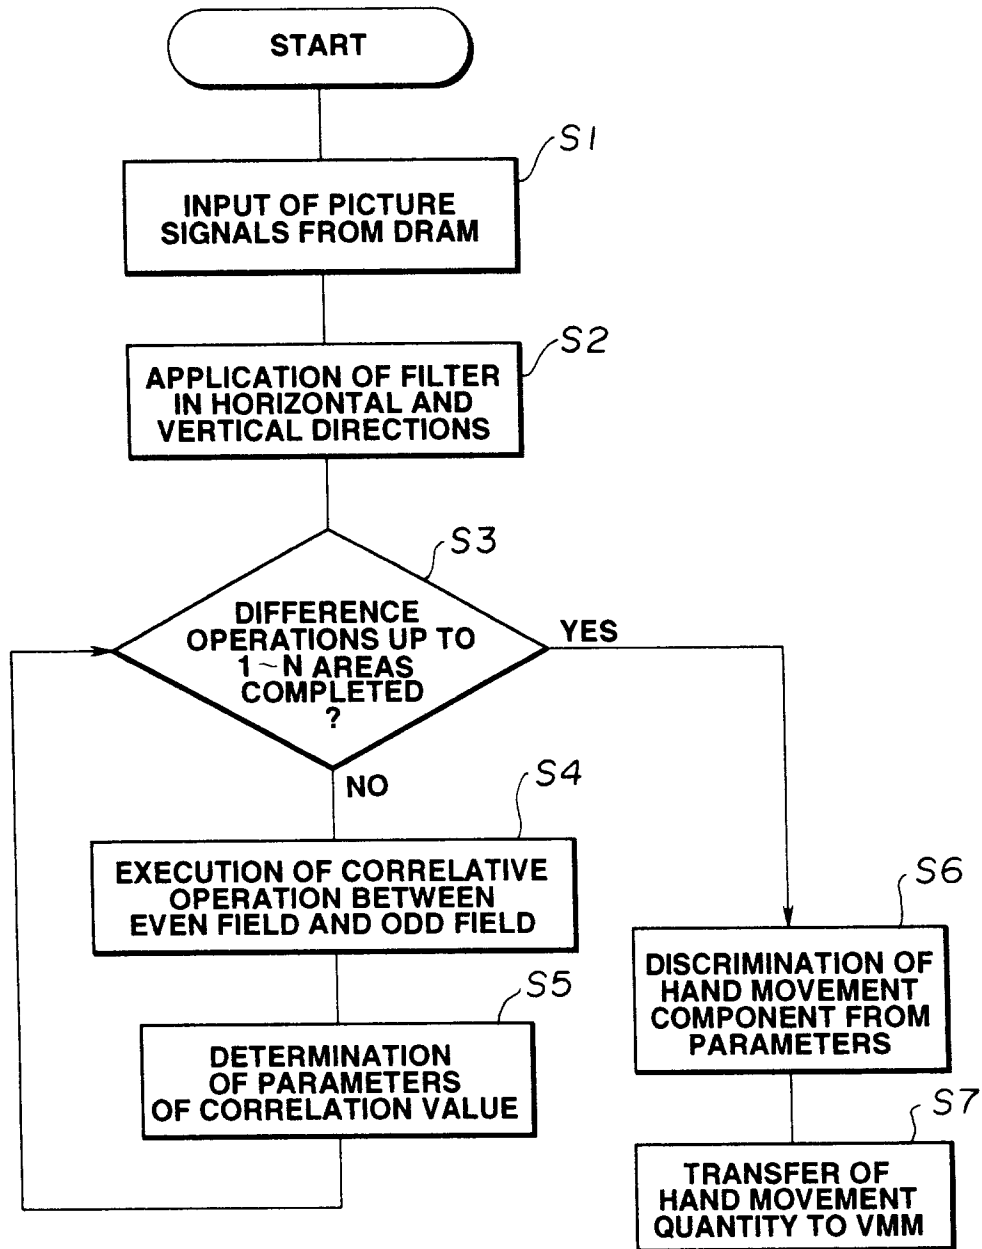 START
S1
INPUT OF PICTURE
SIGNALS FROM DRAM
S2
APPLICATION OF FILTER
IN HORIZONTAL AND
VERTICAL DIRECTIONS
S3
DIFFERENCE
OPERATIONS UP TO
1~N AREAS
COMPLETED
?
YES
NO
S4
EXECUTION OF CORRELATIVE
OPERATION BETWEEN
EVEN FIELD AND ODD FIELD
S5
DETERMINATION
OF PARAMETERS
OF CORRELATION VALUE
S6
DISCRIMINATION OF
HAND MOVEMENT
COMPONENT FROM
PARAMETERS
S7
TRANSFER OF
HAND MOVEMENT
QUANTITY TO VMM